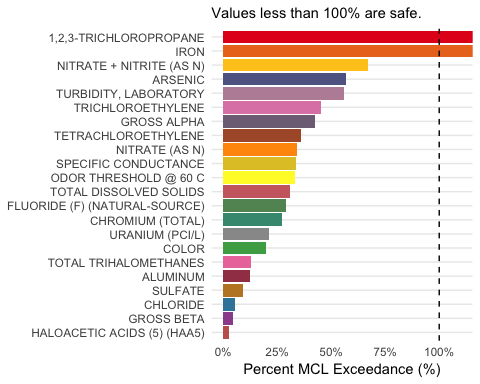 Values less than 100% are safe.
1,2,3-TRICHLOROPROPANE
IRON
NITRATE + NITRITE (AS N)
ARSENIC
TURBIDITY, LABORATORY
TRICHLOROETHYLENE
GROSS ALPHA
TETRACHLOROETHYLENE
NITRATE (AS N)
SPECIFIC CONDUCTANCE
ODOR THRESHOLD @ 60 C
TOTAL DISSOLVED SOLIDS
FLUORIDE (F) (NATURAL-SOURCE)
CHROMIUM (TOTAL)
URANIUM (PCI/L)
COLOR
TOTAL TRIHALOMETHANES
ALUMINUM
SULFATE
CHLORIDE
GROSS BETA
HALOACETIC ACIDS (5) (HAA5)
0% 25% 50% 75% 100%
Percent MCL Exceedance (%)